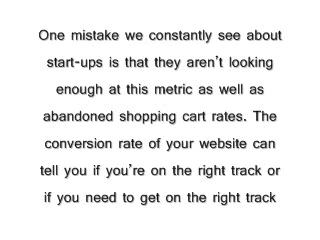 One mistake we constantly see about
start-ups is that they aren't looking
enough at this metric as well as
abandoned shopping cart rates. The
conversion rate of your website can
tell you if you're on the right track or
if you need to get on the right track